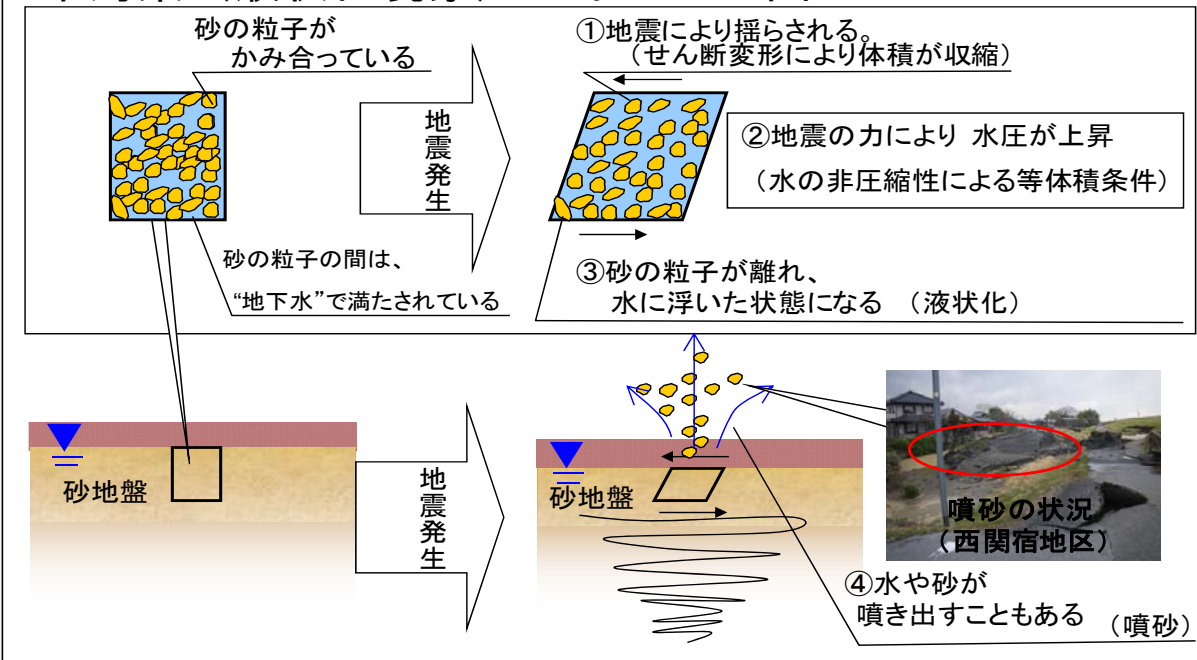 砂の粒子が
かみ合っている
地震発生
①地震により揺らされる。
（せん断変形により体積が収縮）
②地震の力により 水圧が上昇
（水の非圧縮性による等体積条件）
砂の粒子の間は、
“地下水”で満たされている
③砂の粒子が離れ、
水に浮いた状態になる （液状化）
砂地盤
地震発生
砂地盤
噴砂の状況
（西関宿地区）
④水や砂が
噴き出すこともある （噴砂）